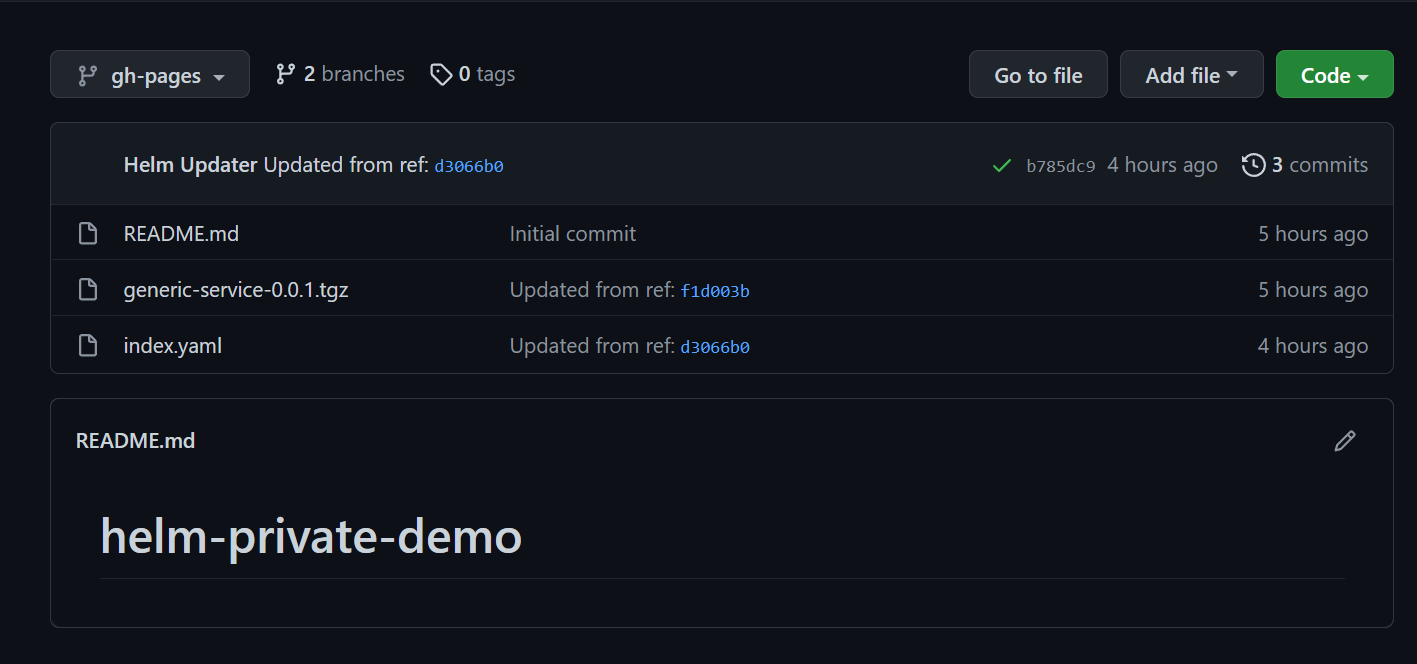 gh-pages 2 branches 0 tags Go to file Add file Code
Helm Updater Updated from ref: d3066b0 b785dc9 4 hours ago 3 commits
README.md Initial commit 5 hours ago
generic-service-0.0.1.tgz Updated from ref: f1d003b 5 hours ago
index.yaml Updated from ref: d3066b0 4 hours ago
README.md
helm-private-demo